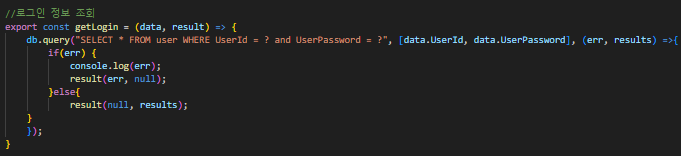 //로그인 정보 조회
export const getLogin = (data, result) => {
    db.query("SELECT * FROM user WHERE UserId = ? and UserPassword = ?", [data.UserId, data.UserPassword], (err, results) =>{
        if(err) {
            console.log(err);
            result(err, null);
        }else{
            result(null, results);
    }
    });
}